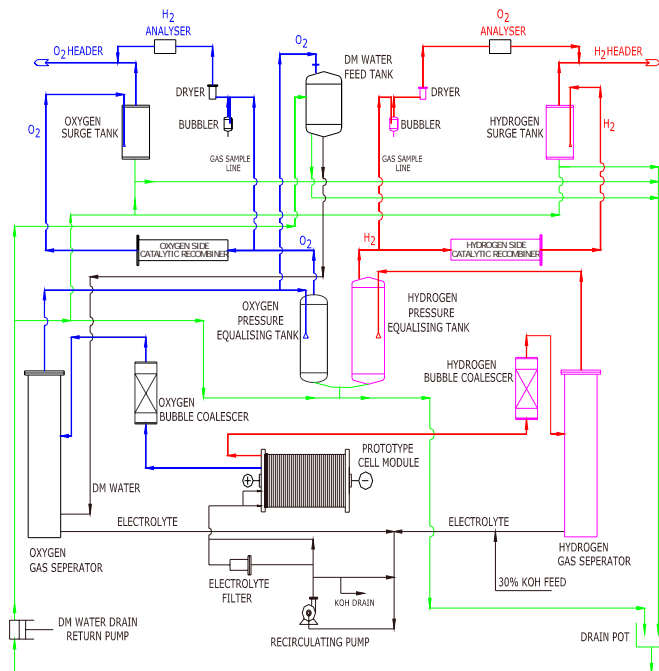 H2
ANALYSER
O2
ANALYSER
O2 HEADER
O2
H2 HEADER
DM WATER
FEED TANK
DRYER
DRYER
OXYGEN
SURGE TANK
BUBBLER
BUBBLER
HYDROGEN
SURGE TANK
O2
H2
GAS SAMPLE
LINE
GAS SAMPLE
LINE
OXYGEN SIDE
CATALYTIC RECOMBINER
O2
H2
HYDROGEN SIDE
CATALYTIC RECOMBINER
OXYGEN
PRESSURE
EQUALISING TANK
HYDROGEN
PRESSURE
EQUALISING TANK
OXYGEN
BUBBLE COALESCER
HYDROGEN
BUBBLE COALESCER
PROTOTYPE
CELL MODULE
DM WATER
ELECTROLYTE
ELECTROLYTE
OXYGEN
GAS SEPERATOR
HYDROGEN
GAS SEPERATOR
ELECTROLYTE
FILTER
30% KOH FEED
KOH DRAIN
DM WATER DRAIN
RETURN PUMP
RECIRCULATING PUMP
DRAIN POT